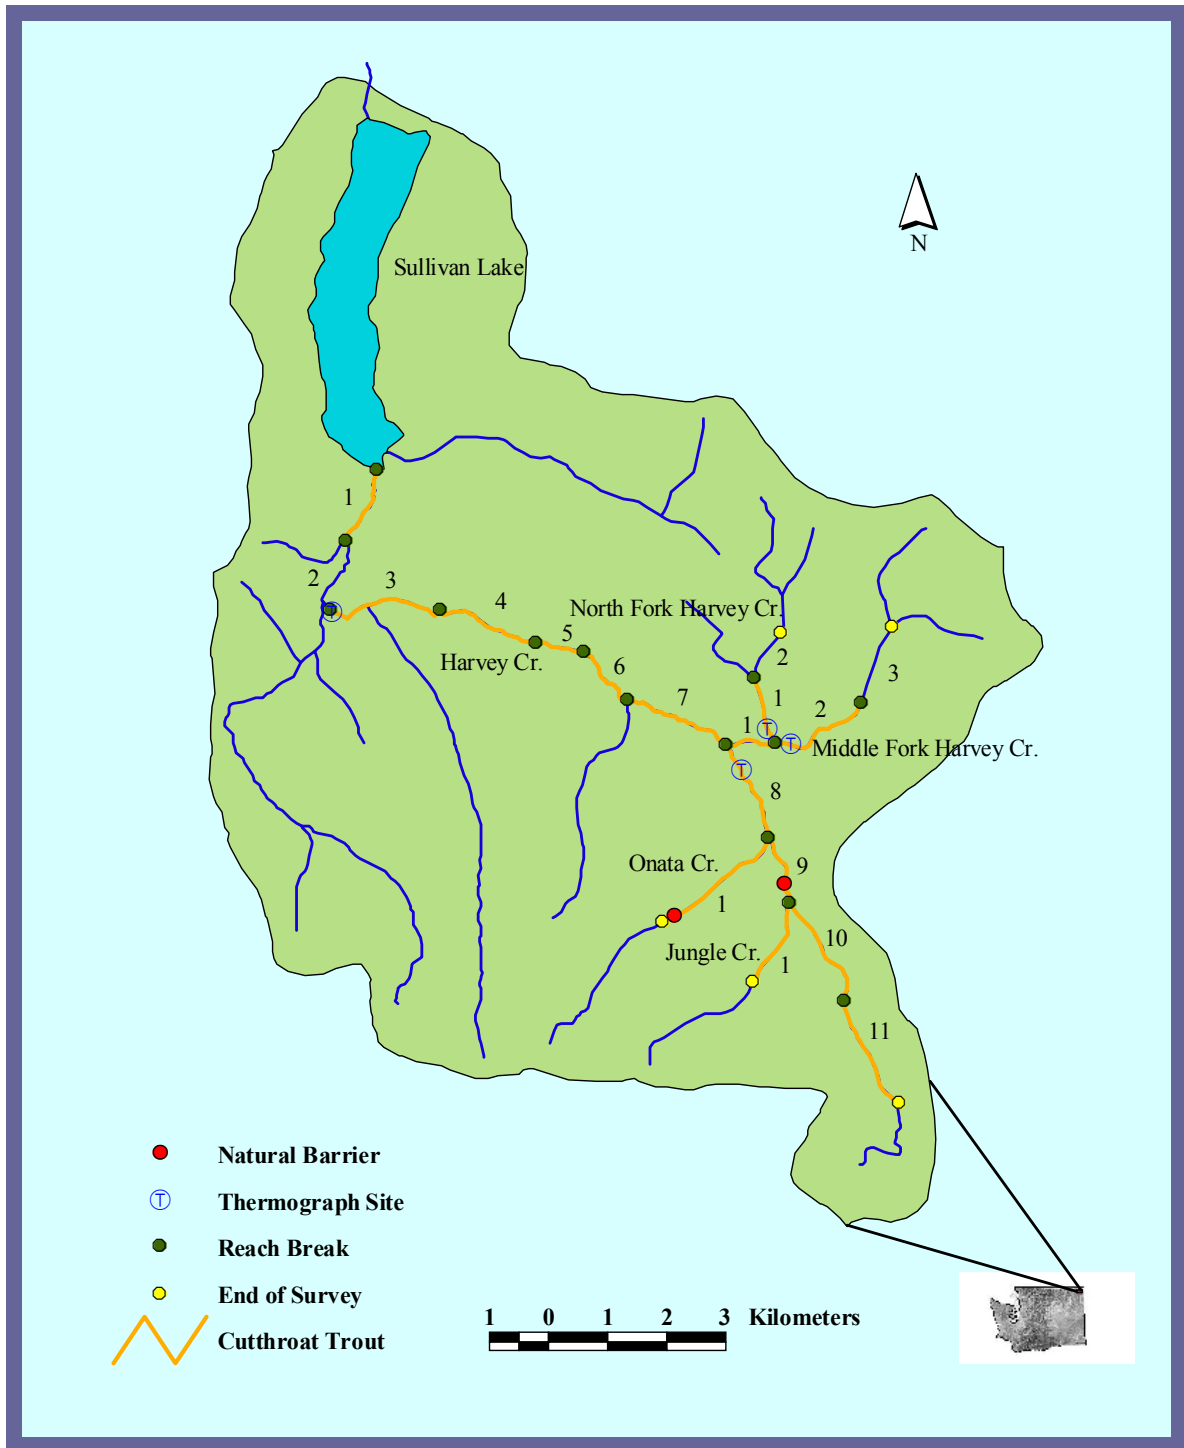 N
Sullivan Lake
1
2
3
4
North Fork Harvey Cr.
5
Harvey Cr.
6
2
3
1
7
1
2
Middle Fork Harvey Cr.
8
Onata Cr.
9
1
10
Jungle Cr.
1
11
Natural Barrier
T Thermograph Site
Reach Break
End of Survey
Cutthroat Trout
1 0 1 2 3 Kilometers
T
T
T
T